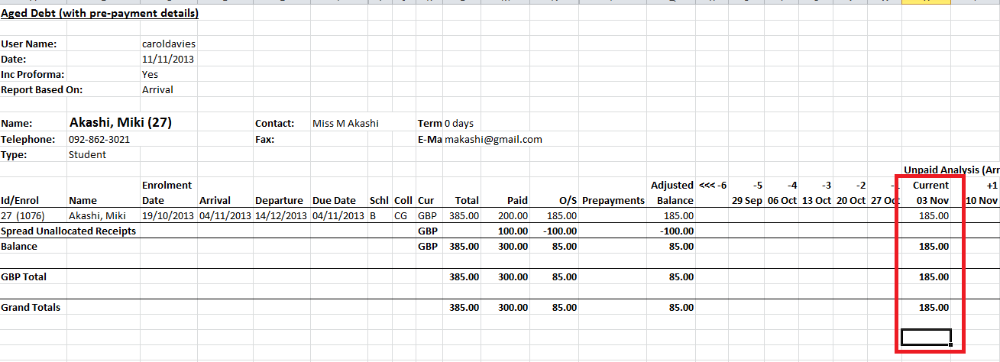 Aged Debt (with pre-payment details)
User Name: caroldavies
Date: 11/11/2013
Inc Proforma: Yes
Report Based On: Arrival
Name: Akashi, Miki (27) Contact: Miss M Akashi Term 0 days
Telephone: 092-862-3021 Fax: E-Ma makashi@gmail.com
Type: Student
Unpaid Analysis (Arr
Enrolment Adjusted <<< -6 -5 -4 -3 -2 Current +1
Id/Enrol Name Date Arrival Departure Due Date Schl Coll Cur Total Paid O/S Prepayments Balance 29 Sep 06 Oct 13 Oct 20 Oct 27 Oct 03 Nov 10 Nov
27 (1076) Akashi, Miki 19/10/2013 04/11/2013 14/12/2013 04/11/2013 B CG GBP 385.00 200.00 185.00 185.00 185.00
Spread Unallocated Receipts GBP 100.00 -100.00 -100.00
Balance GBP 385.00 300.00 85.00 85.00 185.00
GBP Total 385.00 300.00 85.00 85.00 185.00
Grand Totals 385.00 300.00 85.00 85.00 185.00